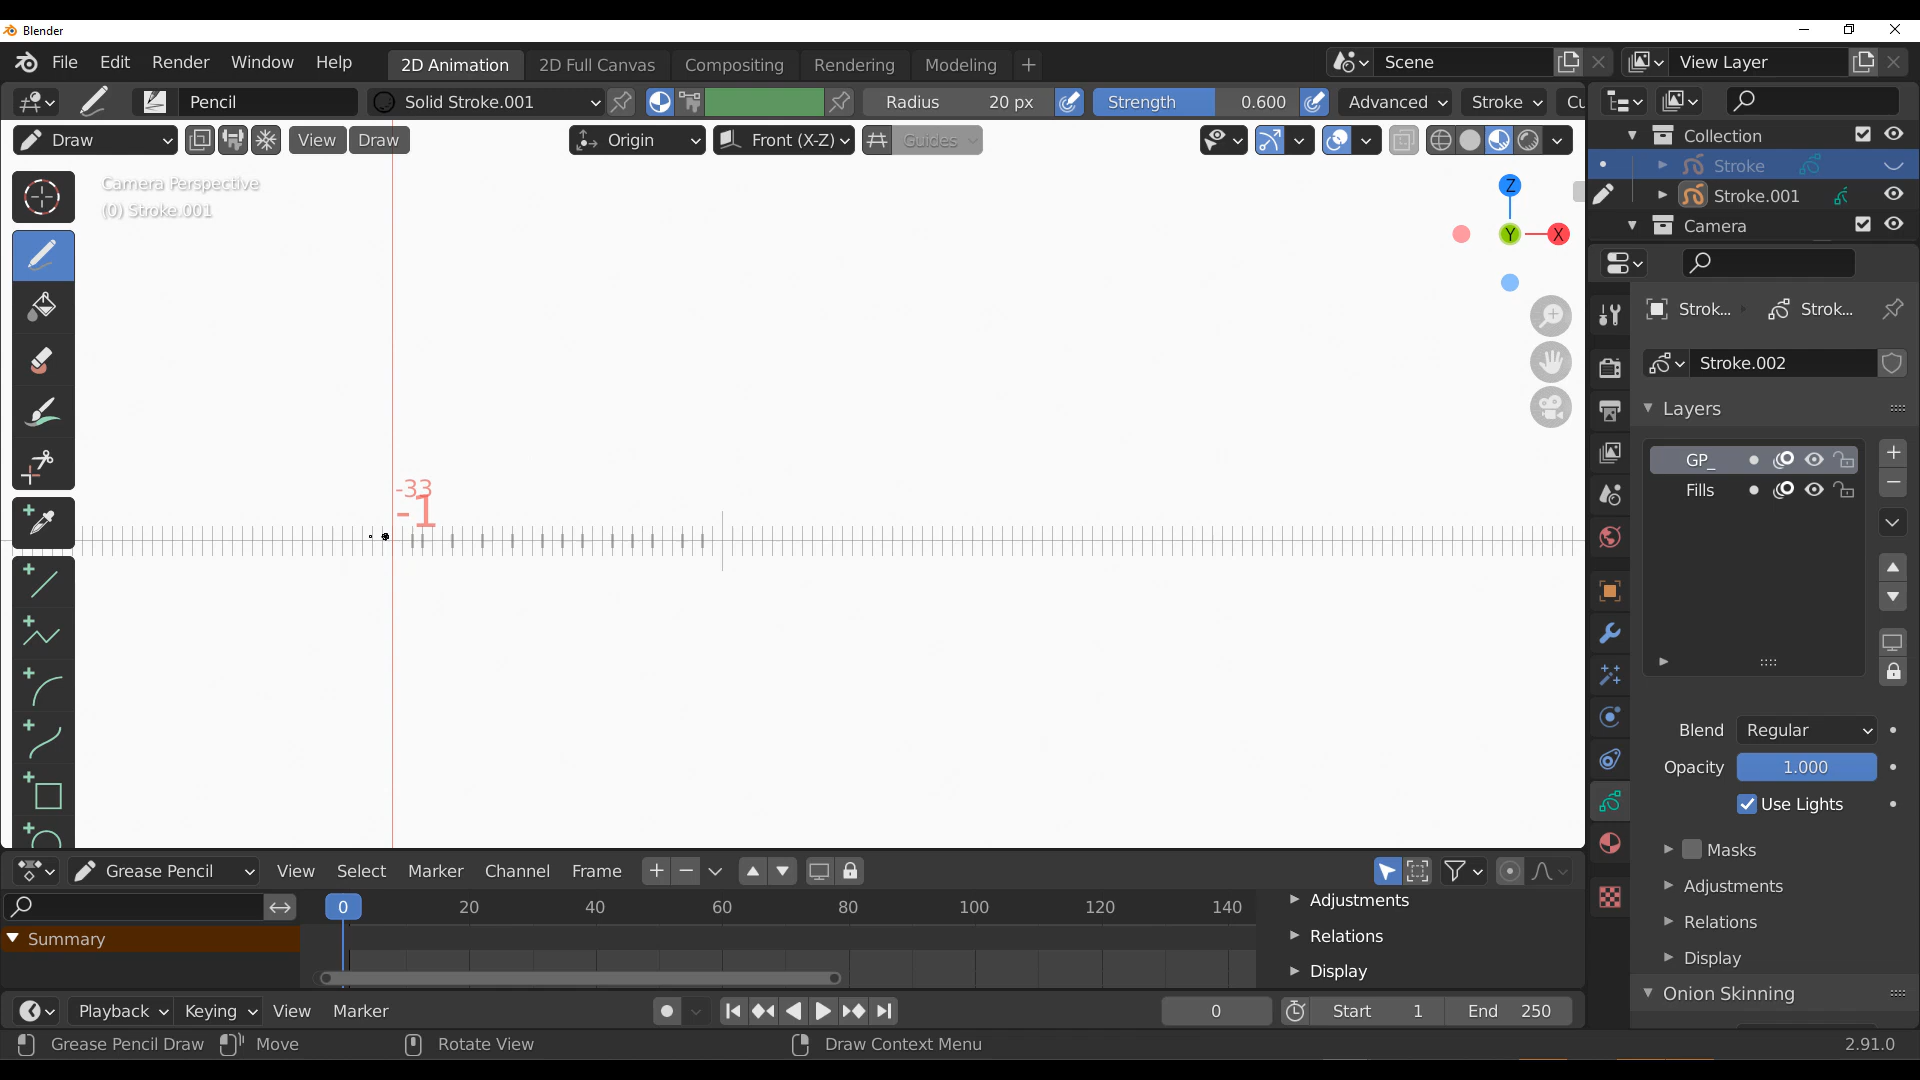 Blender
File Edit Render Window Help 2D Animation 2D Full Canvas Compositing Rendering Modeling + Scene View Layer
Pencil Solid Stroke.001 Radius 20 px Strength 0.600 Advanced Stroke Cu
Draw View Draw Origin Front (X-Z) Guides
Collection
Stroke
Stroke.001
Camera
Camera Perspective
(0) Stroke.001
Z
Y
X
-33
-1
Strok... Strok...
Stroke.002
Layers
GP_
Fills
Blend Regular
Opacity 1.000
Use Lights
Masks
Adjustments
Relations
Display
Onion Skinning
Grease Pencil View Select Marker Channel Frame
0 20 40 60 80 100 120 140
Summary
Adjustments
Relations
Display
Playback Keying View Marker 0 Start 1 End 250
Grease Pencil Draw Move Rotate View Draw Context Menu 2.91.0